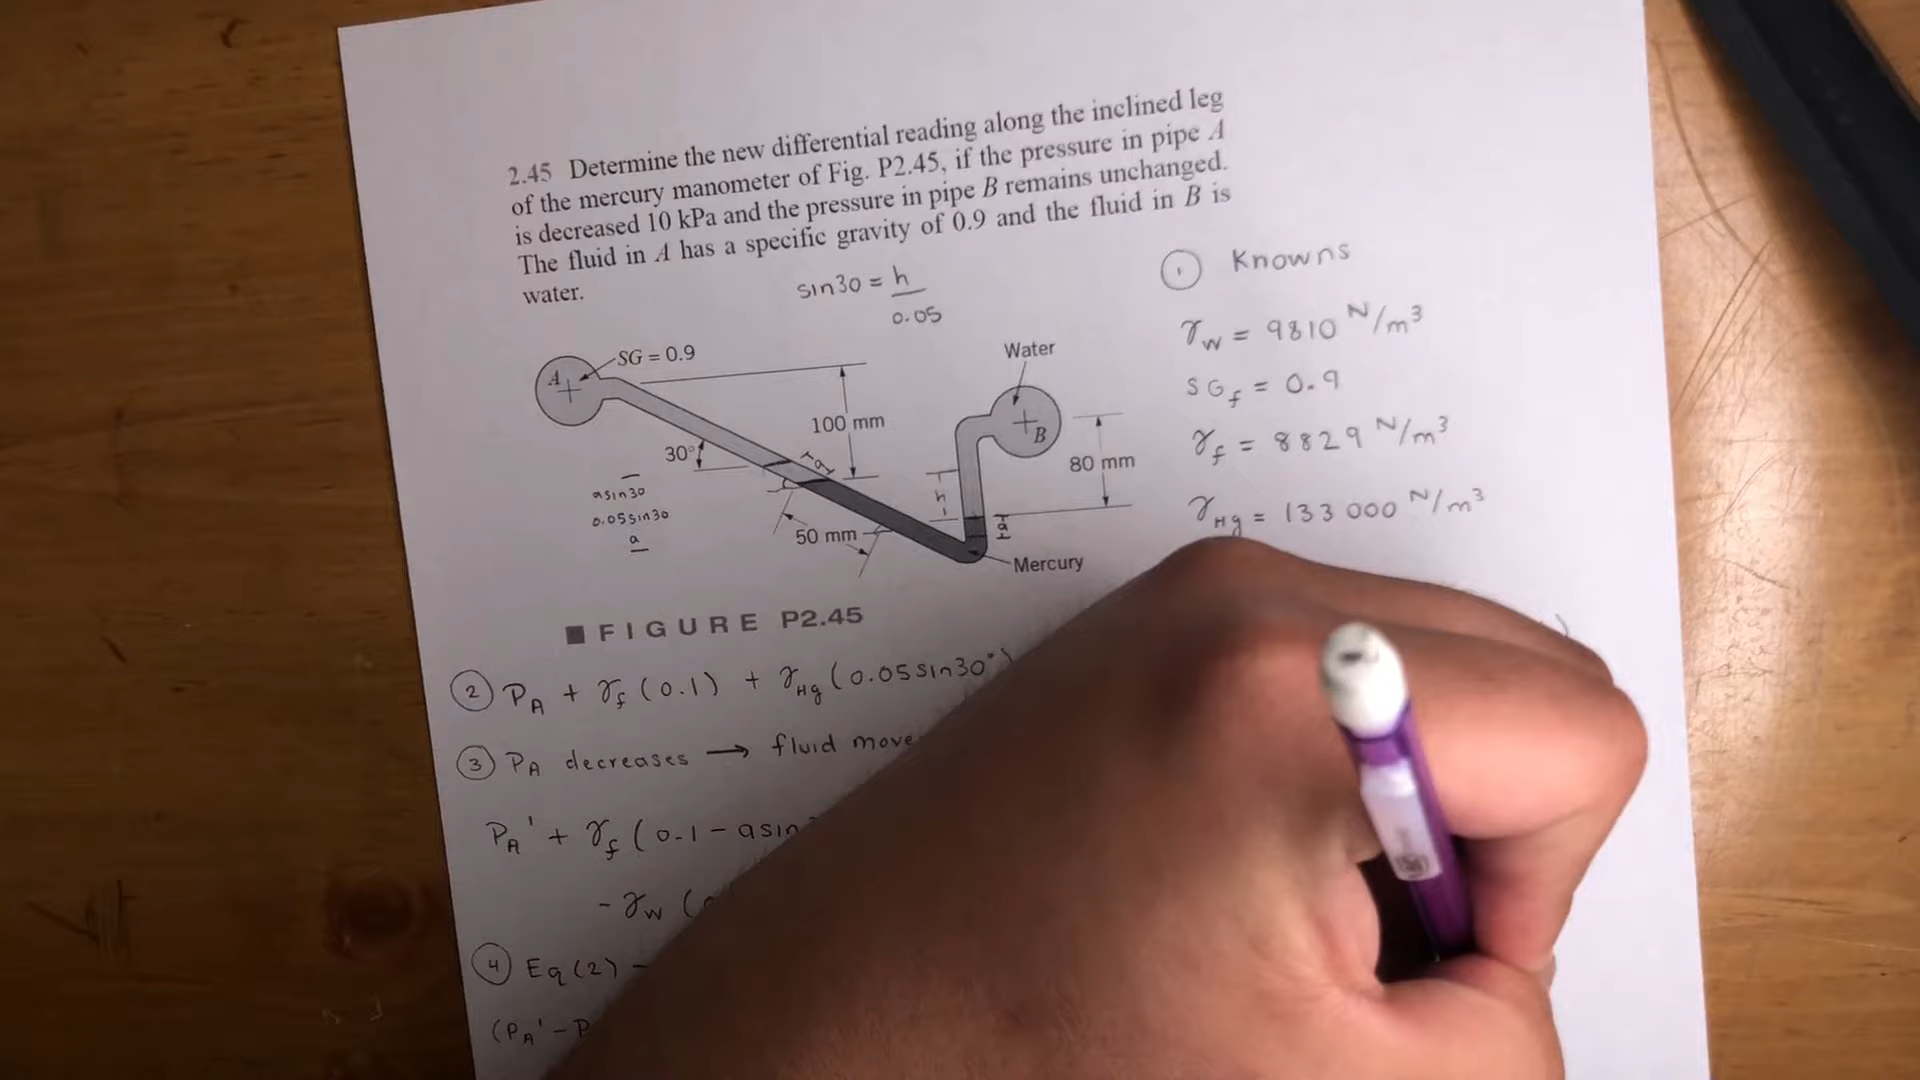 2.45 Determine the new differential reading along the inclined leg
of the mercury manometer of Fig. P2.45, if the pressure in pipe A
is decreased 10 kPa and the pressure in pipe B remains unchanged.
The fluid in A has a specific gravity of 0.9 and the fluid in B is
water.
sin30 = h
0.05
① Knowns
γw = 9810 N/m³
SGf = 0.9
γf = 8829 N/m³
γHg = 133 000 N/m³
SG = 0.9
A
Water
B
100 mm
30°
a
80 mm
h
a
asin30
0.05sin30
a
50 mm
Mercury
■ FIGURE P2.45
② PA + γf (0.1) + γHg (0.05sin30°)
③ PA decreases → fluid move
PA' + γf (0.1 - asin
- γw (
④ Eq (2) -
(PA' - P